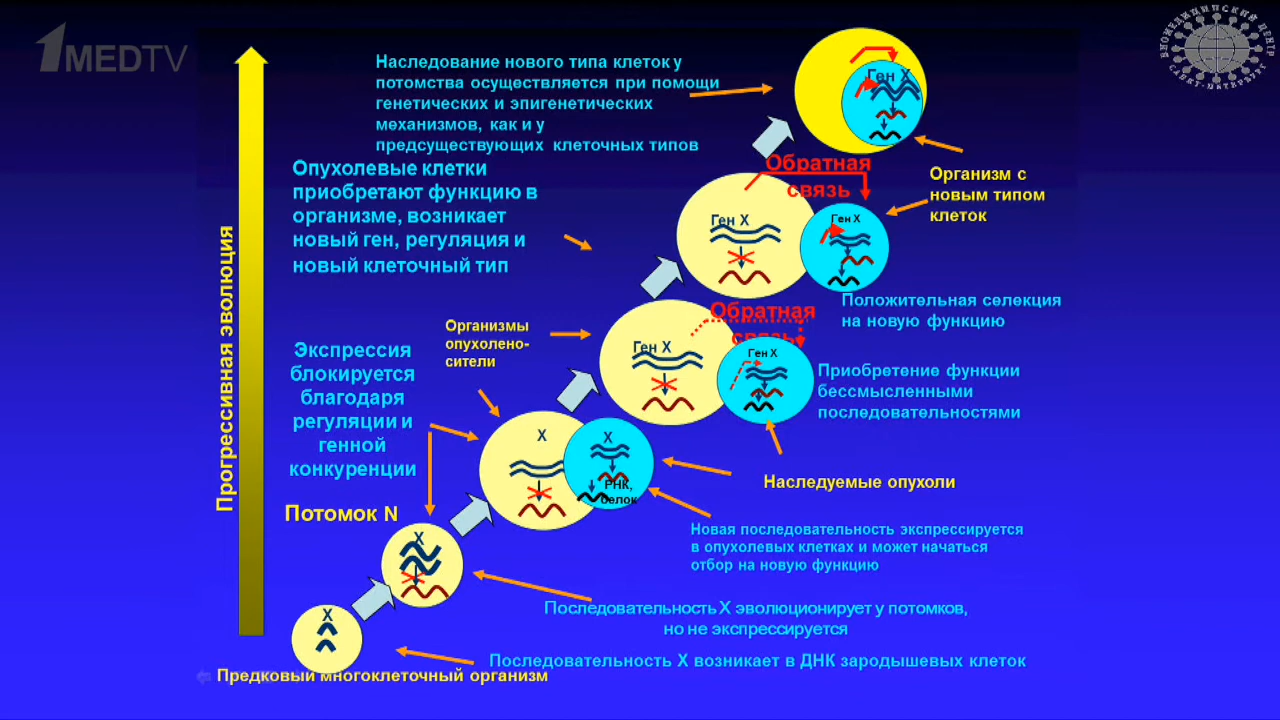 1MEDTV
БИОМЕДИЦИНСКИЙ ЦЕНТР
САНКТ-ПЕТЕРБУРГ
Наследование нового типа клеток у
потомства осуществляется при помощи
генетических и эпигенетических
механизмов, как и у
предсуществующих клеточных типов
Ген X
Опухолевые клетки
приобретают функцию в
организме, возникает
новый ген, регуляция и
новый клеточный тип
Обратная
связь
Организм с
новым типом
клеток
Ген X
Ген X
Положительная селекция
на новую функцию
Прогрессивная эволюция
Организмы
опухолено-
сители
Обратная
связь
Ген X
Ген X
Экспрессия
блокируется
благодаря
регуляции и
генной
конкуренции
Приобретение функции
бессмысленными
последовательностями
X
X
РНК,
белок
Наследуемые опухоли
Потомок N
Новая последовательность экспрессируется
в опухолевых клетках и может начаться
отбор на новую функцию
X
Последовательность X эволюционирует у потомков,
но не экспрессируется
X
Последовательность X возникает в ДНК зародышевых клеток
Предковый многоклеточный организм